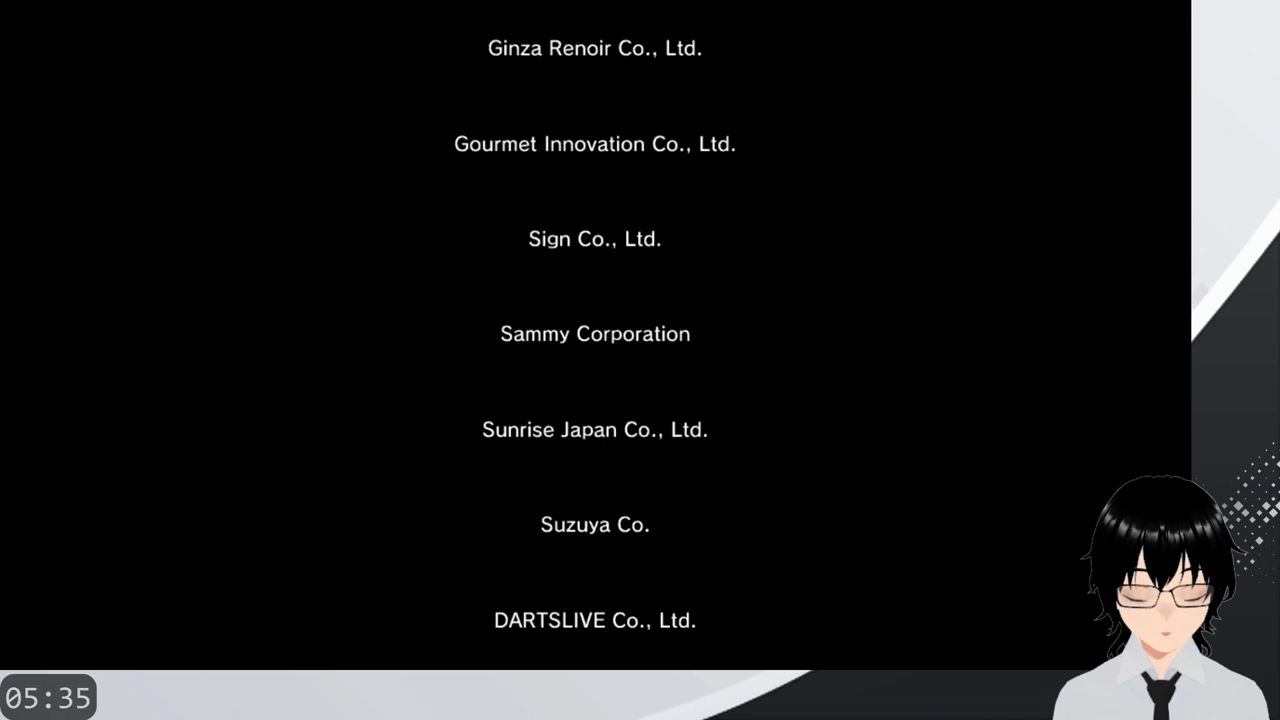 Ginza Renoir Co., Ltd.
Gourmet Innovation Co., Ltd.
Sign Co., Ltd.
Sammy Corporation
Sunrise Japan Co., Ltd.
Suzuya Co.
DARTSLIVE Co., Ltd.
05:35